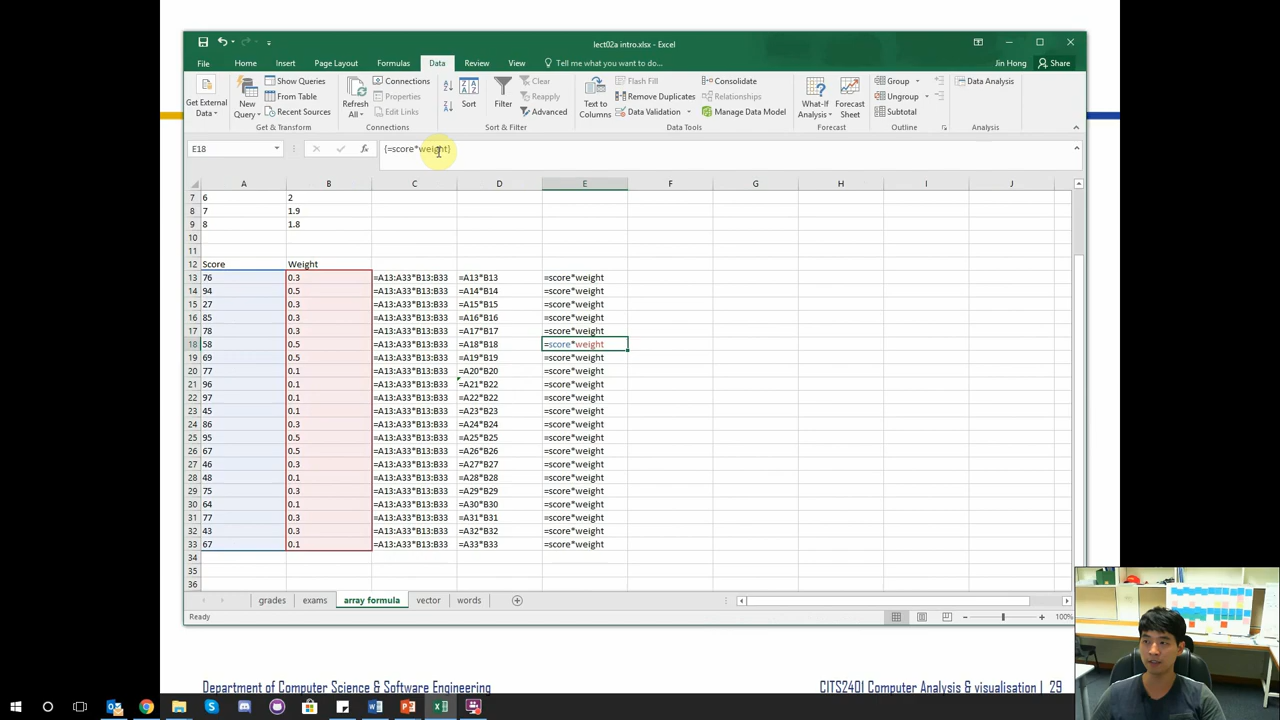 lect02a intro.xlsx - Excel
File Home Insert Page Layout Formulas Data Review View Tell me what you want to do... Jin Hong Share
Get External Data
New Query
Show Queries
From Table
Recent Sources
Get & Transform
Refresh All
Connections
Properties
Edit Links
Connections
Sort
Filter
Clear
Reapply
Advanced
Sort & Filter
Text to Columns
Flash Fill
Remove Duplicates
Data Validation
Consolidate
Relationships
Manage Data Model
Data Tools
What-If Analysis
Forecast Sheet
Forecast
Group
Ungroup
Subtotal
Outline
Data Analysis
Analysis
E18 fx {=score*weight}
A B C D E F G H I J
7 6 2
8 7 1.9
9 8 1.8
10
11
12 Score Weight
13 76 0.3 =A13:A33*B13:B33 =A13*B13 =score*weight
14 94 0.5 =A13:A33*B13:B33 =A14*B14 =score*weight
15 27 0.3 =A13:A33*B13:B33 =A15*B15 =score*weight
16 85 0.3 =A13:A33*B13:B33 =A16*B16 =score*weight
17 78 0.3 =A13:A33*B13:B33 =A17*B17 =score*weight
18 58 0.5 =A13:A33*B13:B33 =A18*B18 =score*weight
19 69 0.5 =A13:A33*B13:B33 =A19*B19 =score*weight
20 77 0.1 =A13:A33*B13:B33 =A20*B20 =score*weight
21 96 0.1 =A13:A33*B13:B33 =A21*B22 =score*weight
22 97 0.1 =A13:A33*B13:B33 =A22*B22 =score*weight
23 45 0.1 =A13:A33*B13:B33 =A23*B23 =score*weight
24 86 0.3 =A13:A33*B13:B33 =A24*B24 =score*weight
25 95 0.5 =A13:A33*B13:B33 =A25*B25 =score*weight
26 67 0.5 =A13:A33*B13:B33 =A26*B26 =score*weight
27 46 0.3 =A13:A33*B13:B33 =A27*B27 =score*weight
28 48 0.1 =A13:A33*B13:B33 =A28*B28 =score*weight
29 75 0.3 =A13:A33*B13:B33 =A29*B29 =score*weight
30 64 0.1 =A13:A33*B13:B33 =A30*B30 =score*weight
31 77 0.3 =A13:A33*B13:B33 =A31*B31 =score*weight
32 43 0.3 =A13:A33*B13:B33 =A32*B32 =score*weight
33 67 0.1 =A13:A33*B13:B33 =A33*B33 =score*weight
34
35
36
grades exams array formula vector words
Ready 100%
Department of Computer Science & Software Engineering CITS2401 Computer Analysis & visualisation | 29